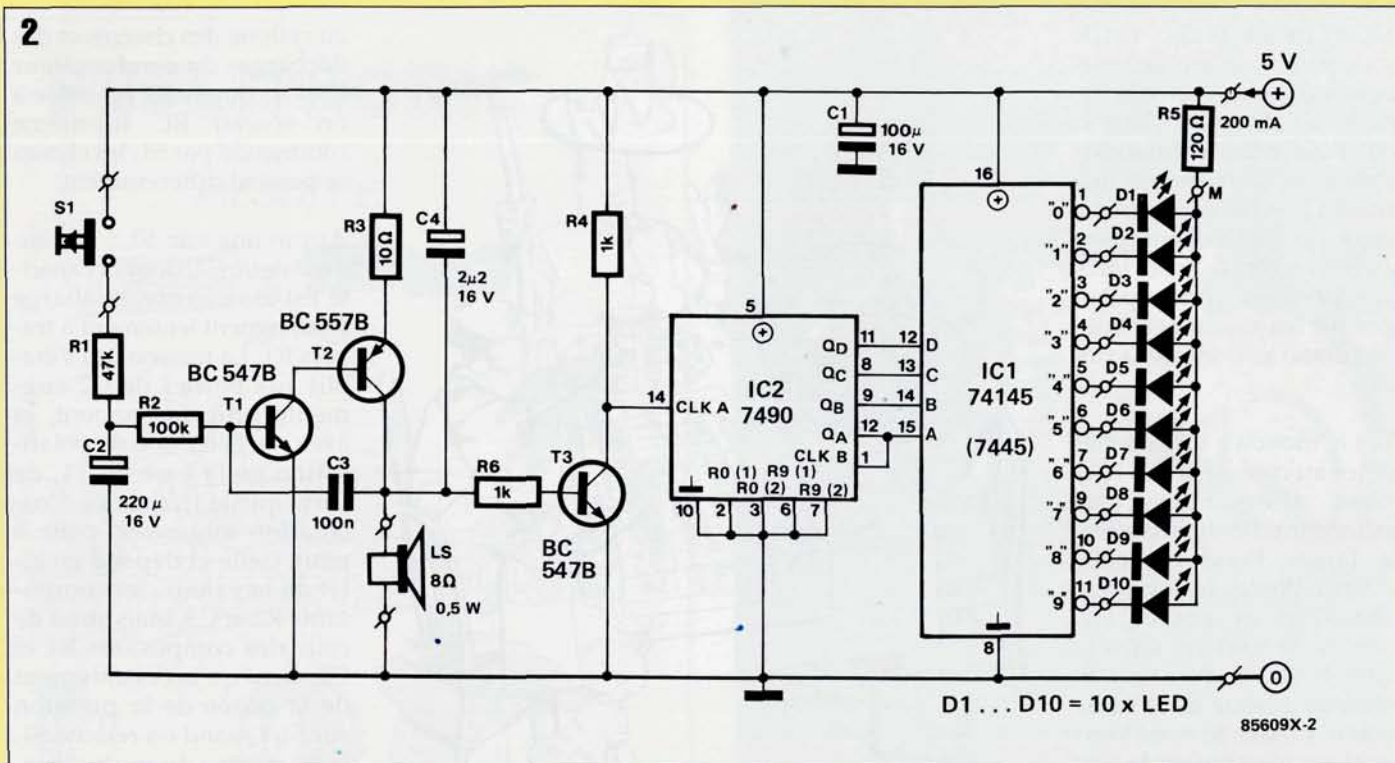 2
5 V
+
200 mA
S1
R1
47k
R2
100k
C2
220 µ
16 V
BC 547B
T1
C3
100n
BC 557B
T2
R3
10 Ω
C4
2µ2
16 V
LS
8Ω
0,5 W
R6
1k
T3
BC
547B
R4
1k
14
CLK A
5
+
IC2
7490
QD 11
QC 8
QB 9
QA 12
CLK B 1
R0 (1) R9 (1)
R0 (2) R9 (2)
10 2 3 6 7
C1
100µ
16 V
16
+
12 D
13 C
14 B
15 A
IC1
74145
(7445)
8
"0" 1 D1
"1" 2 D2
"2" 3 D3
"3" 4 D4
"4" 5 D5
"5" 6 D6
"6" 7 D7
"7" 9 D8
"8" 10 D9
"9" 11 D10
R5
120 Ω
M
0
D1 . . . D10 = 10 x LED
85609X-2